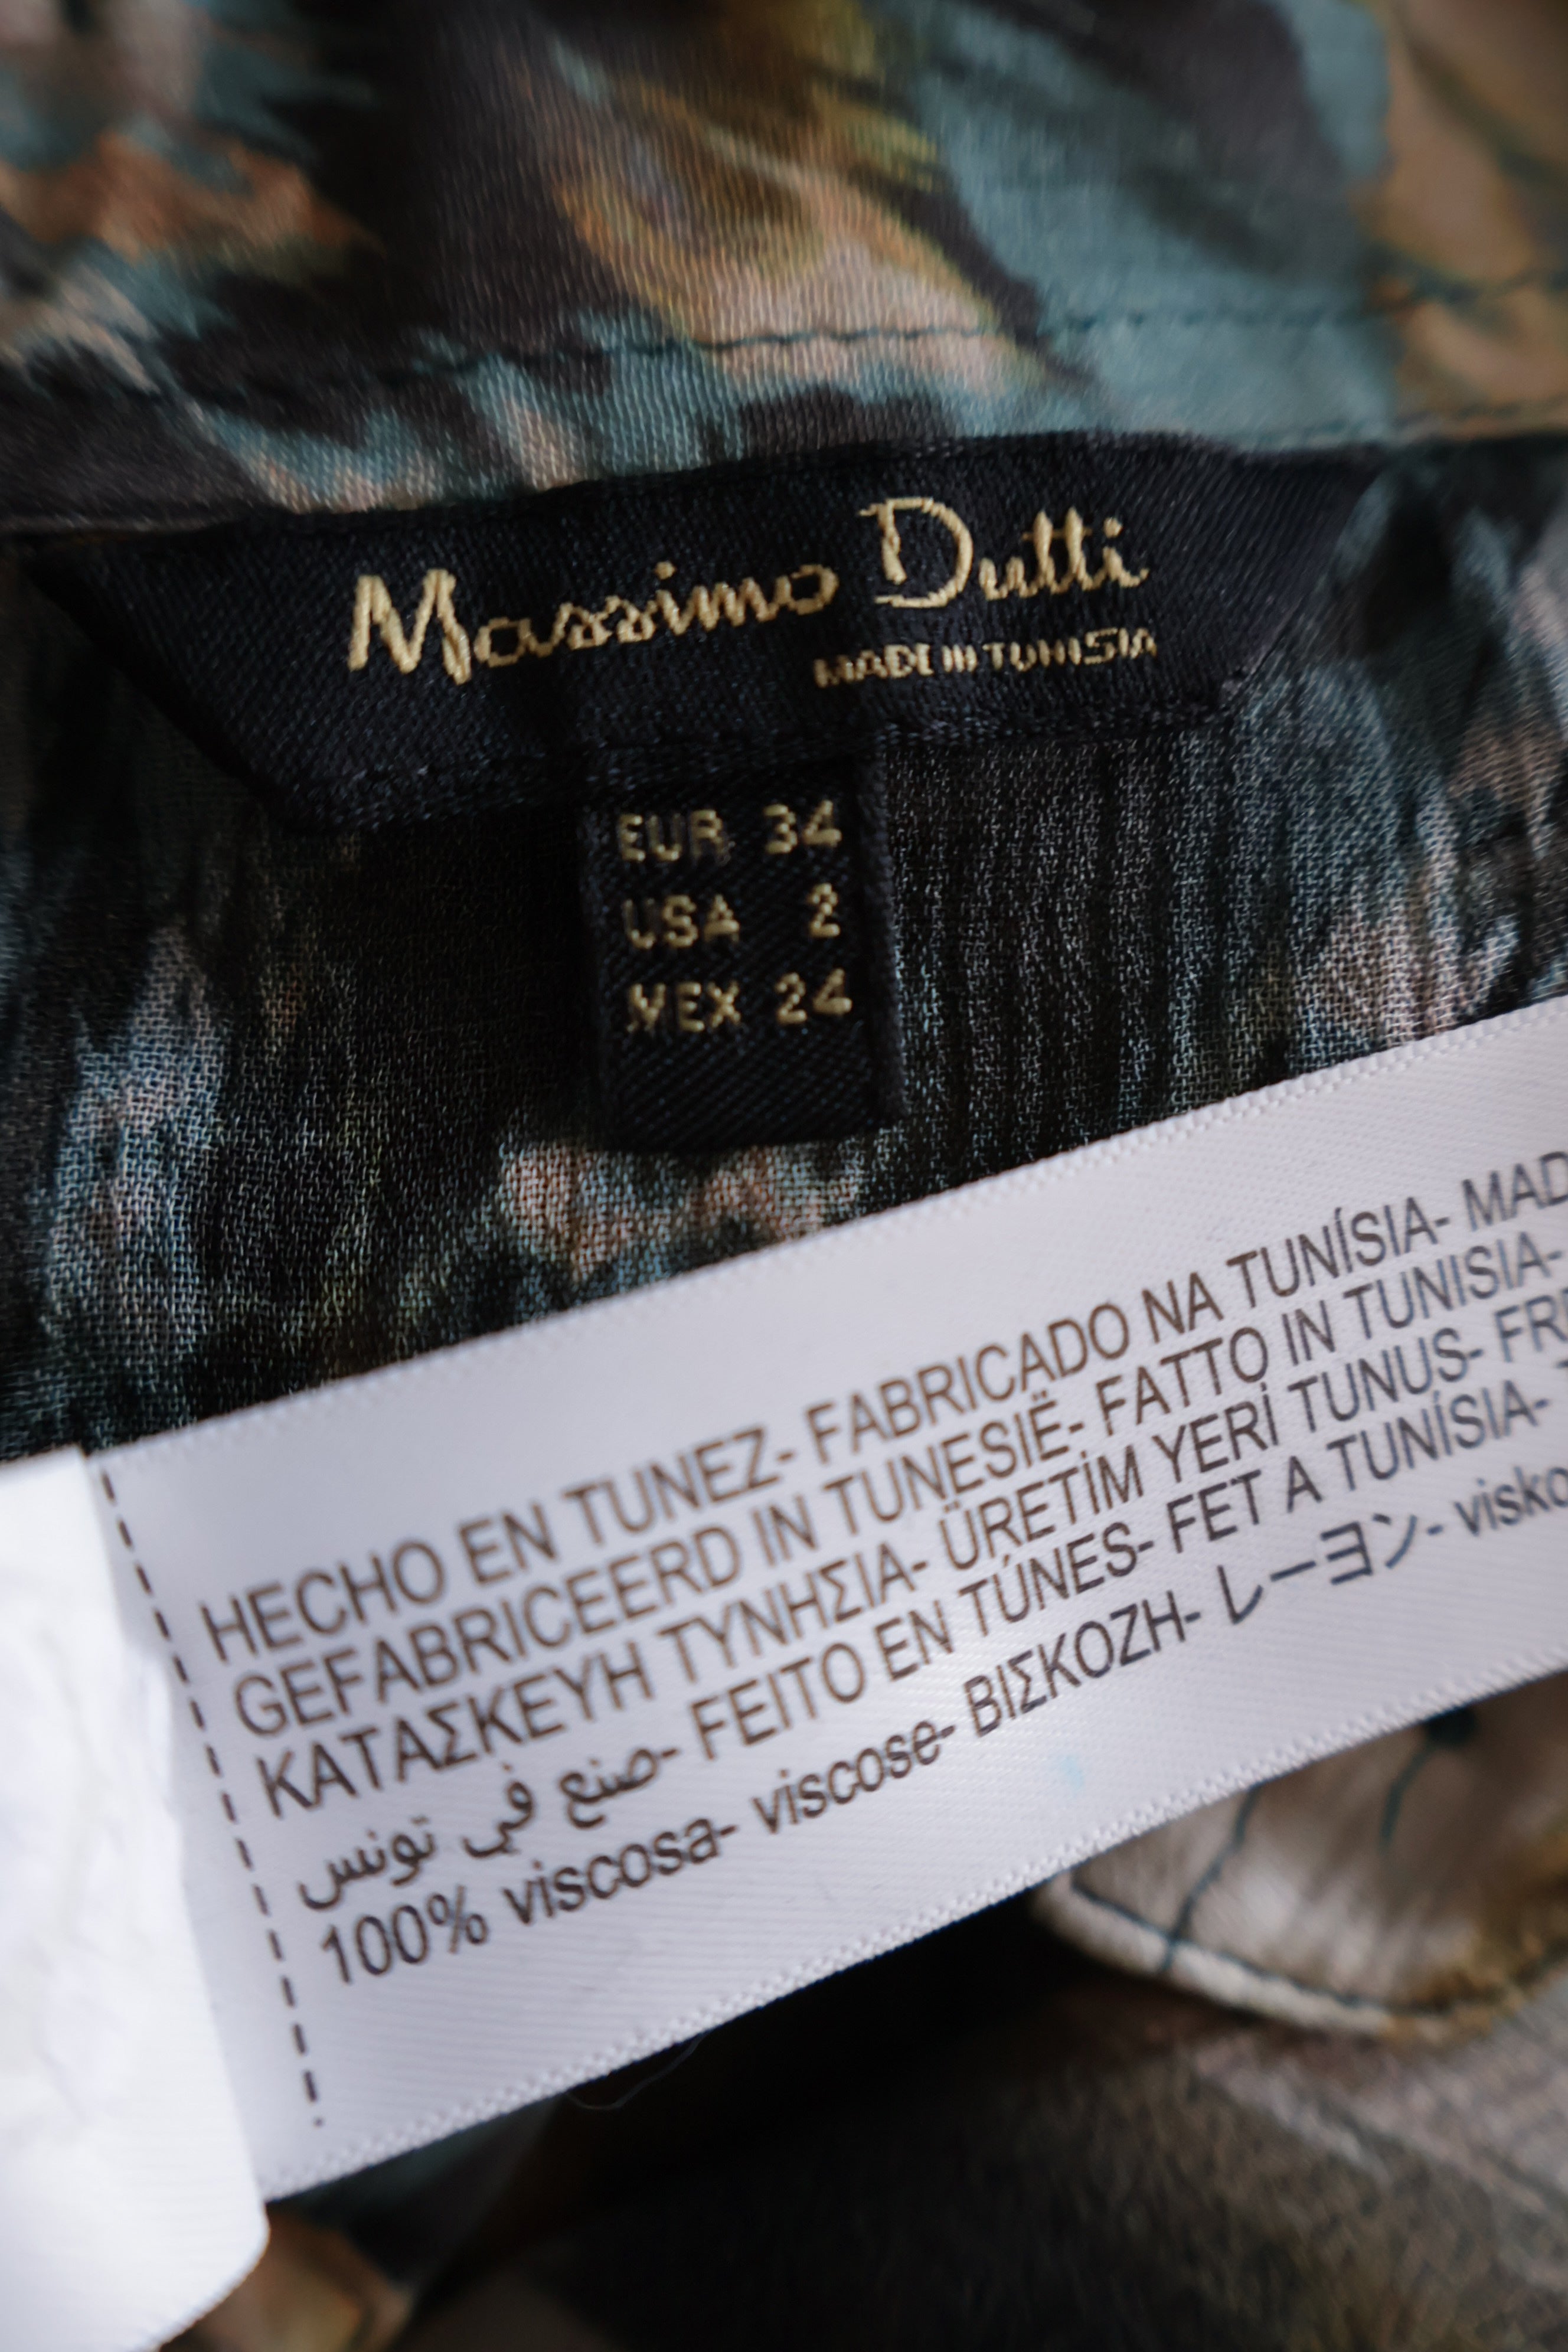 Massimo Dutti
MADE IN TUNISIA
EUR 34
USA 2
MEX 24
HECHO EN TUNEZ- FABRICADO NA TUNÍSIA- MAD
GEFABRICEERD IN TUNESIË- FATTO IN TUNISIA-
ΚΑΤΑΣΚΕΥΗ ΤΥΝΗΣΙΑ- ÜRETİM YERİ TUNUS- FR
صنع في تونس- FEITO EN TÚNES- FET A TUNÍSIA-
100% viscosa- viscose- ΒΙΣΚΟΖΗ- レーヨン- visko